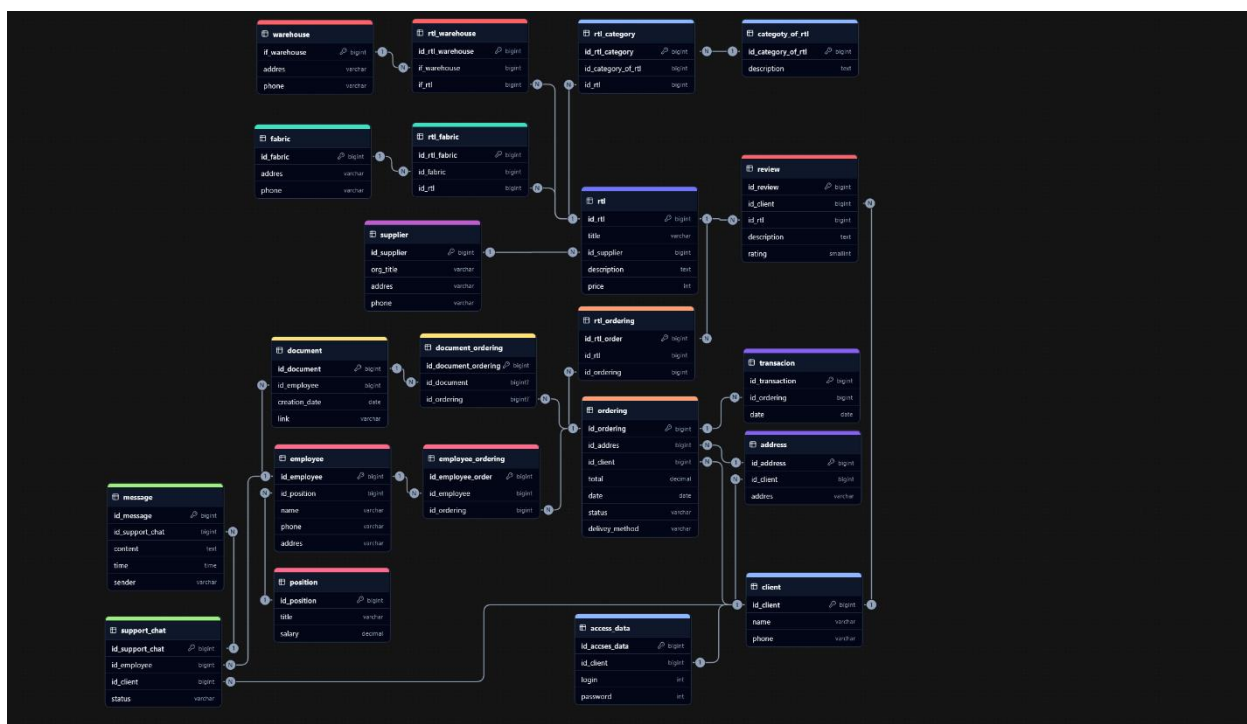 warehouse
if_warehouse bigint
addres varchar
phone varchar
rtl_warehouse
id_rtl_warehouse bigint
if_warehouse bigint
if_rtl bigint
rtl_category
id_rtl_category bigint
id_category_of_rtl bigint
id_rtl bigint
categoty_of_rtl
id_category_of_rtl bigint
description text
fabric
id_fabric bigint
addres varchar
phone varchar
rtl_fabric
id_rtl_fabric bigint
id_fabric bigint
id_rtl bigint
review
id_review bigint
id_client bigint
id_rtl bigint
description text
rating smallint
rtl
id_rtl bigint
title varchar
id_supplier bigint
description text
price int
supplier
id_supplier bigint
org_title varchar
addres varchar
phone varchar
rtl_ordering
id_rtl_order bigint
id_rtl bigint
id_ordering bigint
document
id_document bigint
id_employee bigint
creation_date date
link varchar
document_ordering
id_document_ordering bigint
id_document bigint?
id_ordering bigint?
transacion
id_transaction bigint
id_ordering bigint
date date
ordering
id_ordering bigint
id_addres bigint
id_client bigint
total decimal
date date
status varchar
delivey_method varchar
address
id_address bigint
id_client bigint
addres varchar
employee
id_employee bigint
id_position bigint
name varchar
phone varchar
addres varchar
employee_ordering
id_employee_order bigint
id_employee bigint
id_ordering bigint
message
id_message bigint
id_support_chat bigint
content text
time time
sender varchar
position
id_position bigint
title varchar
salary decimal
client
id_client bigint
name varchar
phone varchar
support_chat
id_support_chat bigint
id_employee bigint
id_client bigint
status varchar
access_data
id_accses_data bigint
id_client bigint
login int
password int